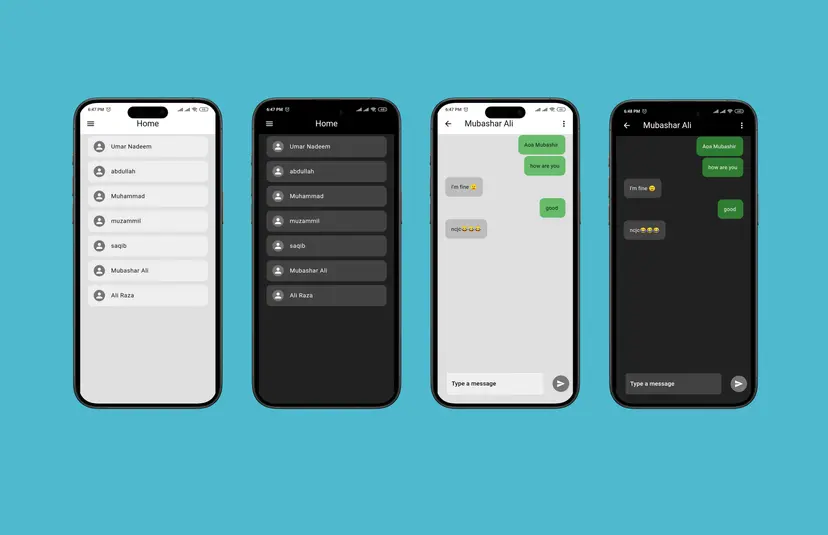 6:47 PM
Home
Umar Nadeem
abdullah
Muhammad
muzammil
saqib
Mubashar Ali
Ali Raza
6:47 PM
Home
Umar Nadeem
abdullah
Muhammad
muzammil
saqib
Mubashar Ali
Ali Raza
6:47 PM
Mubashar Ali
Aoa Mubashir
how are you
I'm fine 🙂
good
ncjc😂😂😂
Type a message
6:48 PM
Mubashar Ali
Aoa Mubashir
how are you
I'm fine 🙂
good
ncjc😂😂😂
Type a message